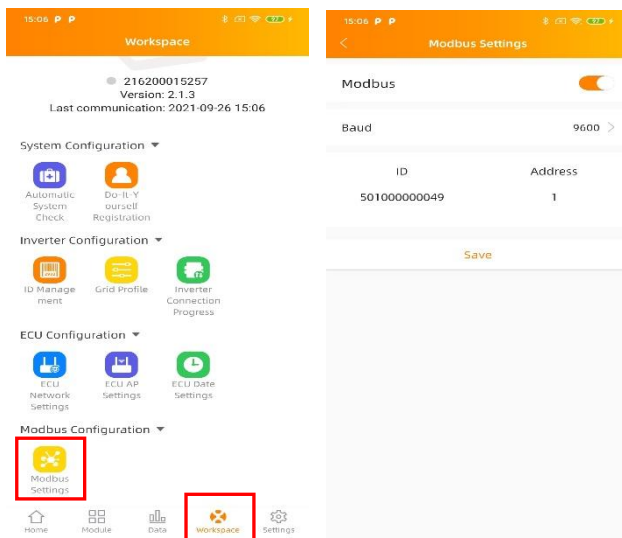 15:06 P P
97
Workspace
216200015257
Version: 2.1.3
Last communication: 2021-09-26 15:06
System Configuration
Automatic
System
Check
Do-It-Y
ourself
Registration
Inverter Configuration
ID Manage
ment
Grid Profile
Inverter
Connection
Progress
ECU Configuration
ECU
Network
Settings
ECU AP
Settings
ECU Date
Settings
Modbus Configuration
Modbus
Settings
Home Module Data Workspace Settings
15:06 P P
97
Modbus Settings
Modbus
Baud 9600
ID Address
501000000049 1
Save